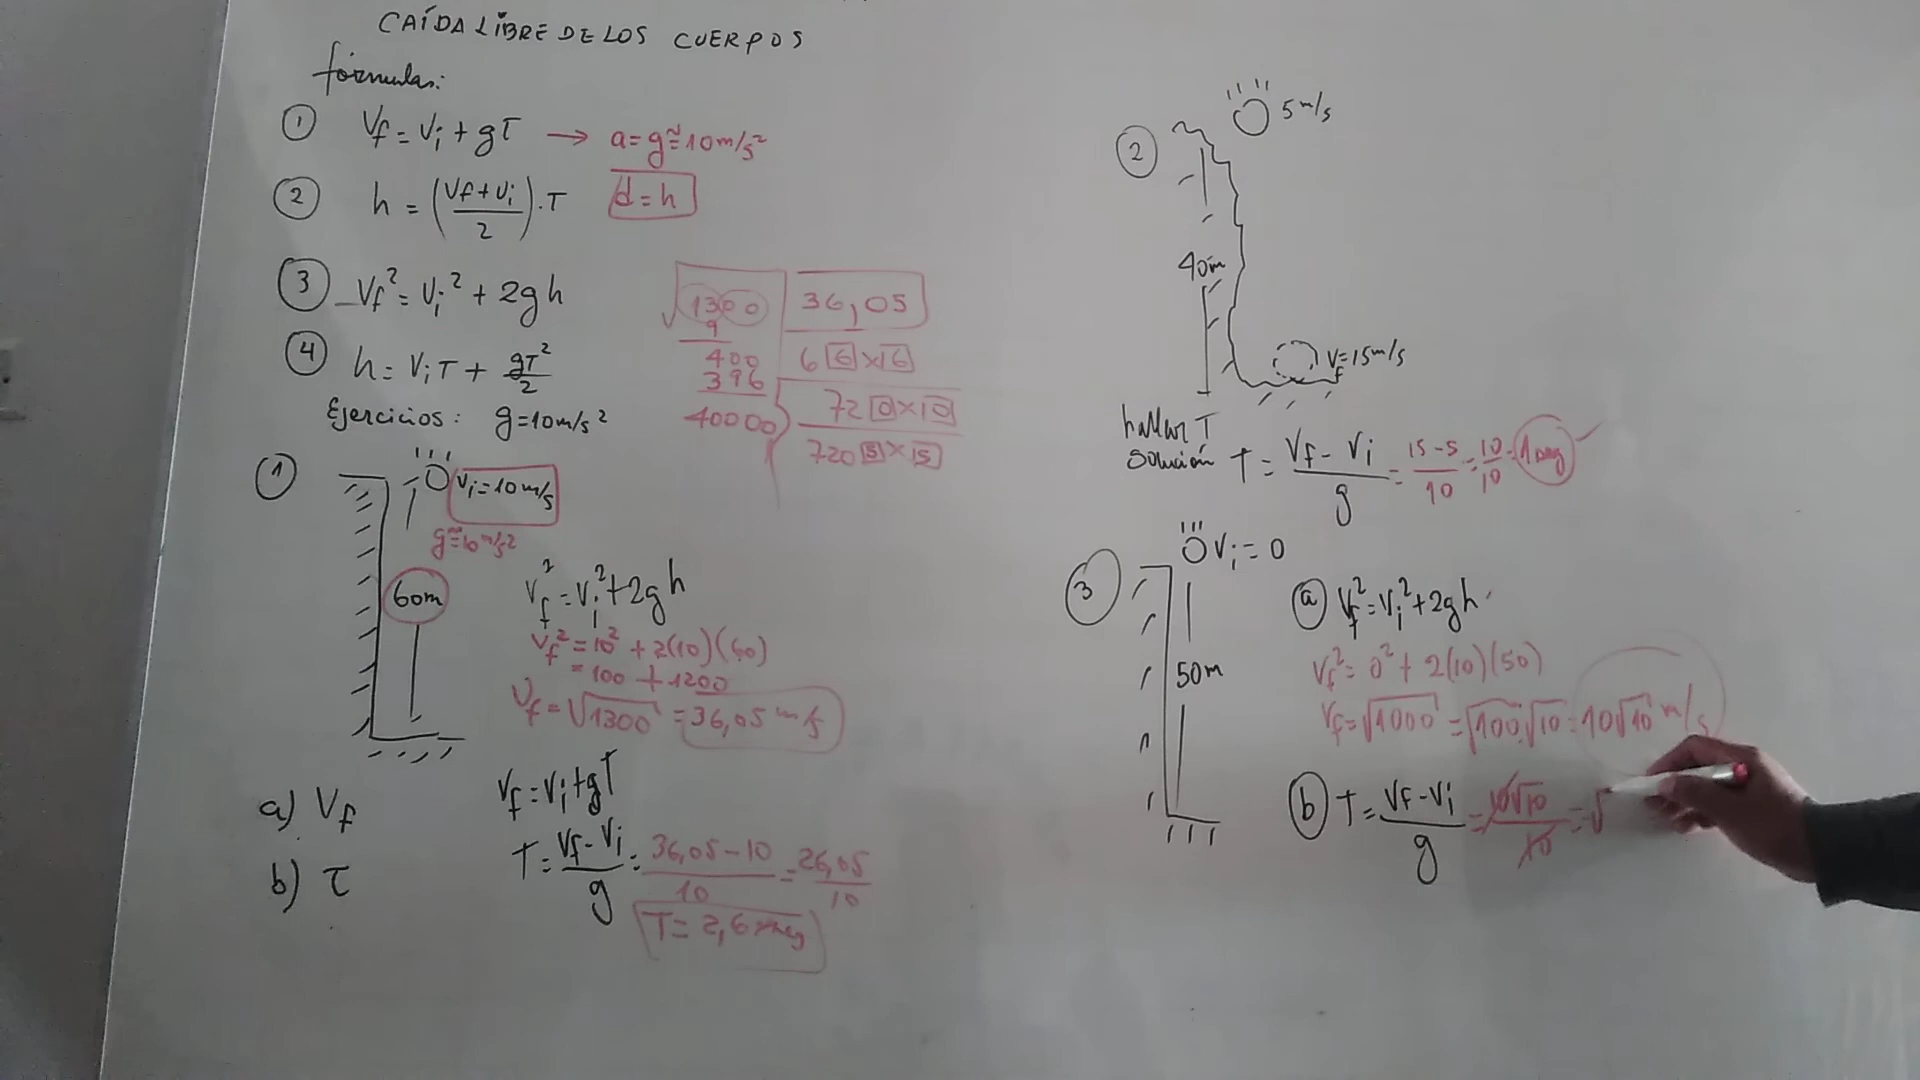 CAÍDA LIBRE DE LOS CUERPOS
fórmulas:
① Vf = Vi + gT → a = g ≈ 10 m/s²
② h = (Vf + Vi / 2) . T d = h
③ Vf² = Vi² + 2gh
④ h = ViT + gT²/2
Ejercicios: g = 10 m/s²
√1300 36,05
9
400 6 6 x 6
396
40000 72 0 x 0
720 5 x 5
① Vi = 10 m/s
g ≈ 10 m/s²
60m
Vf² = Vi² + 2gh
Vf² = 10² + 2(10)(60)
= 100 + 1200
Vf = √1300 = 36,05 m/s
a) Vf
b) T
Vf = Vi + gT
T = Vf - Vi / g = 36,05 - 10 / 10 = 26,05 / 10
T = 2,6 seg
② 5 m/s
40m
Vf = 15 m/s
hallar T
solución T = Vf - Vi / g = 15 - 5 / 10 = 10 / 10 = 1 seg
③ Vi = 0
50m
ⓐ Vf² = Vi² + 2gh
Vf² = 0² + 2(10)(50)
Vf = √1000 = √100 . √10 = 10√10 m/s
ⓑ T = Vf - Vi / g = 10√10 / 10 = √